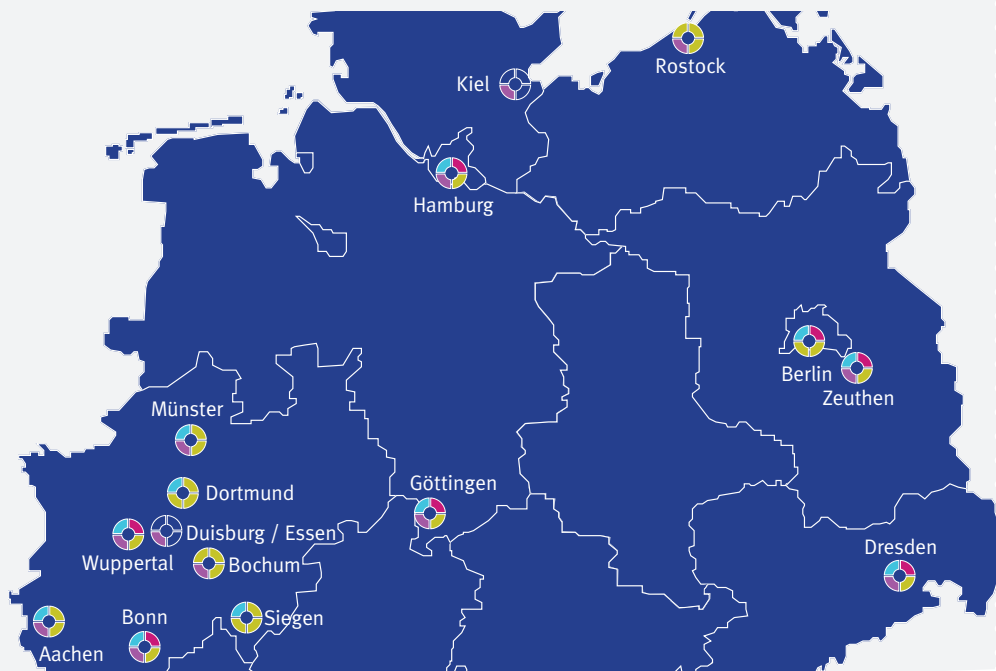 Rostock
Kiel
Hamburg
Berlin
Zeuthen
Münster
Göttingen
Dortmund
Duisburg / Essen
Wuppertal
Bochum
Dresden
Bonn
Siegen
Aachen